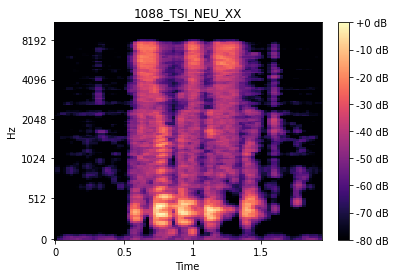 1088_TSI_NEU_XX
+0 dB
8192
-10 dB
4096
-20 dB
-30 dB
Hz
2048
-40 dB
1024
-50 dB
-60 dB
512
-70 dB
0
-80 dB
0
0.5
1
1.5
Time